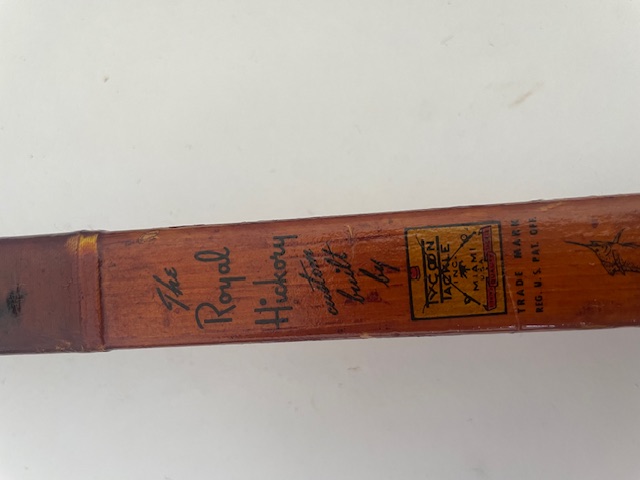 The
Royal
Hickory
custom
built
by
TYCOON
TACKLE
INC.
MIAMI
TRADE MARK
REG. U.S. PAT. OFF.